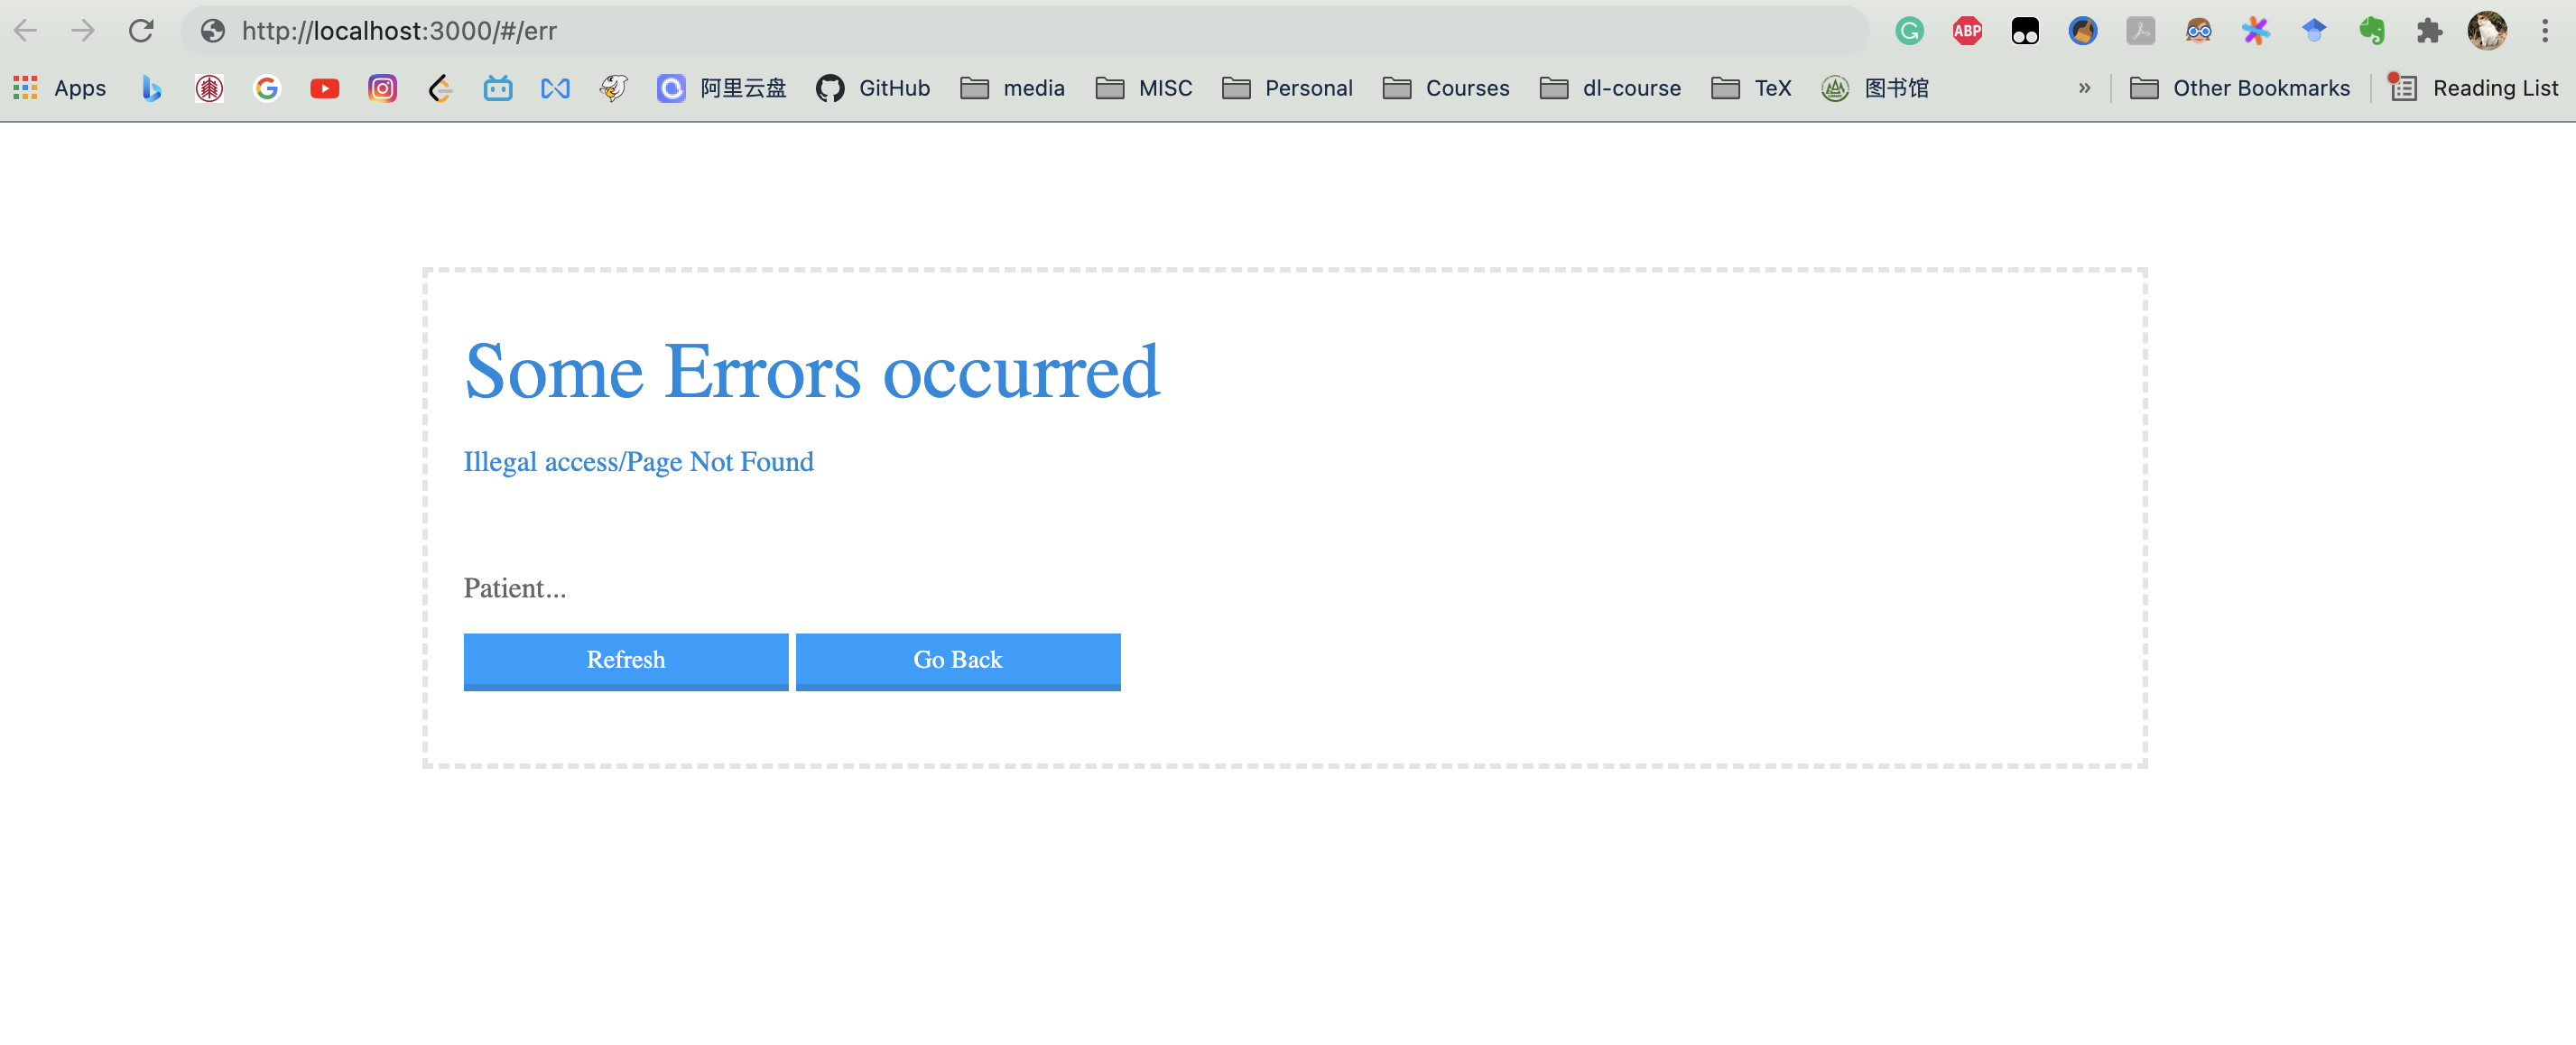 http://localhost:3000/#/err
ABP
Apps 阿里云盘 GitHub media MISC Personal Courses dl-course TeX 图书馆 » Other Bookmarks Reading List
Some Errors occurred
Illegal access/Page Not Found
Patient...
Refresh Go Back